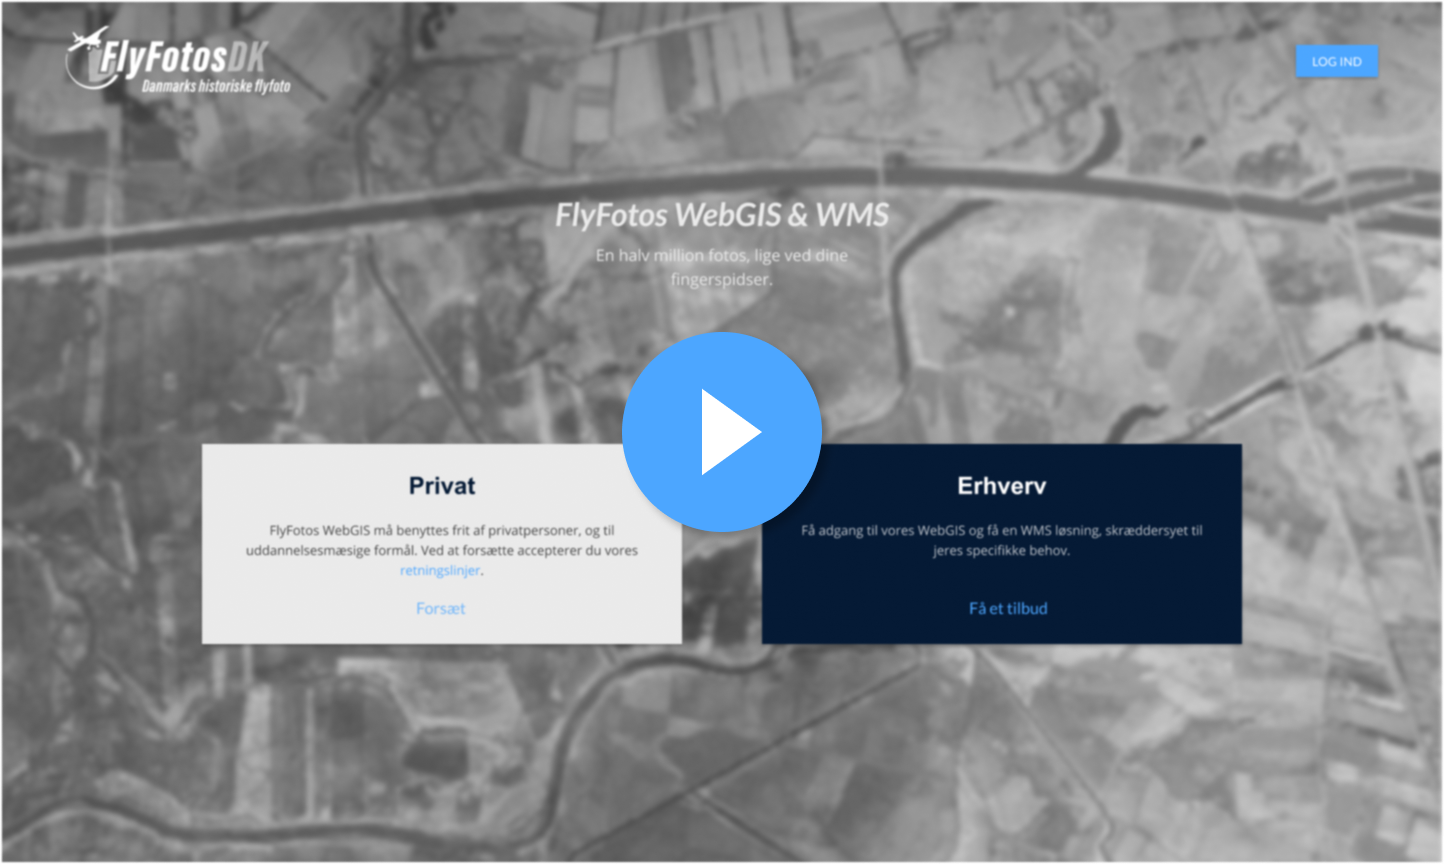 FlyFotosDK
Danmarks historiske flyfoto
LOG IND
FlyFotos WebGIS & WMS
En halv million fotos, lige ved dine
fingerspidser.
Privat
FlyFotos WebGIS må benyttes frit af privatpersoner, og til
uddannelsesmæsige formål. Ved at forsætte accepterer du vores
retningslinjer.
Forsæt
Erhverv
Få adgang til vores WebGIS og få en WMS løsning, skræddersyet til
jeres specifikke behov.
Få et tilbud